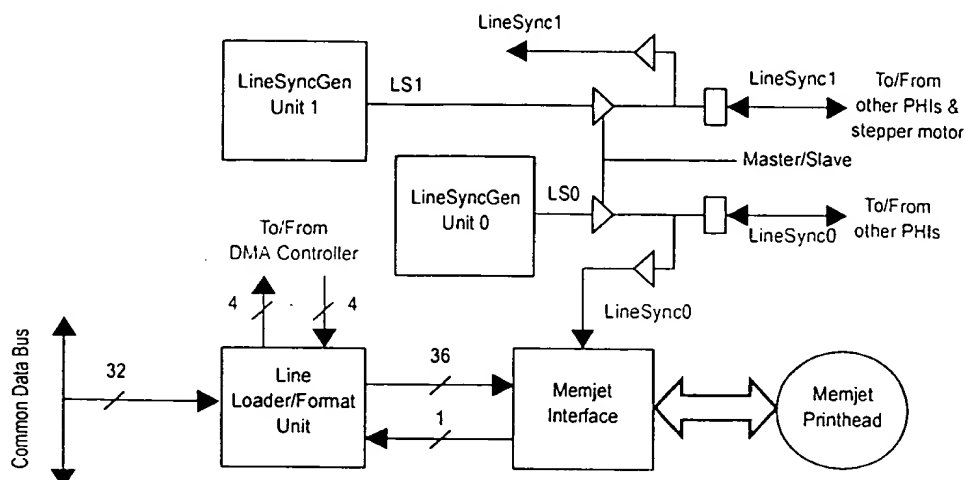 LineSync1
LineSyncGen
Unit 1
LS1
LineSync1
To/From
other PHIs &
stepper motor
Master/Slave
LineSyncGen
Unit 0
LS0
LineSync0
To/From
other PHIs
To/From
DMA Controller
4
4
LineSync0
Common Data Bus
32
Line
Loader/Format
Unit
36
1
Memjet
Interface
Memjet
Printhead